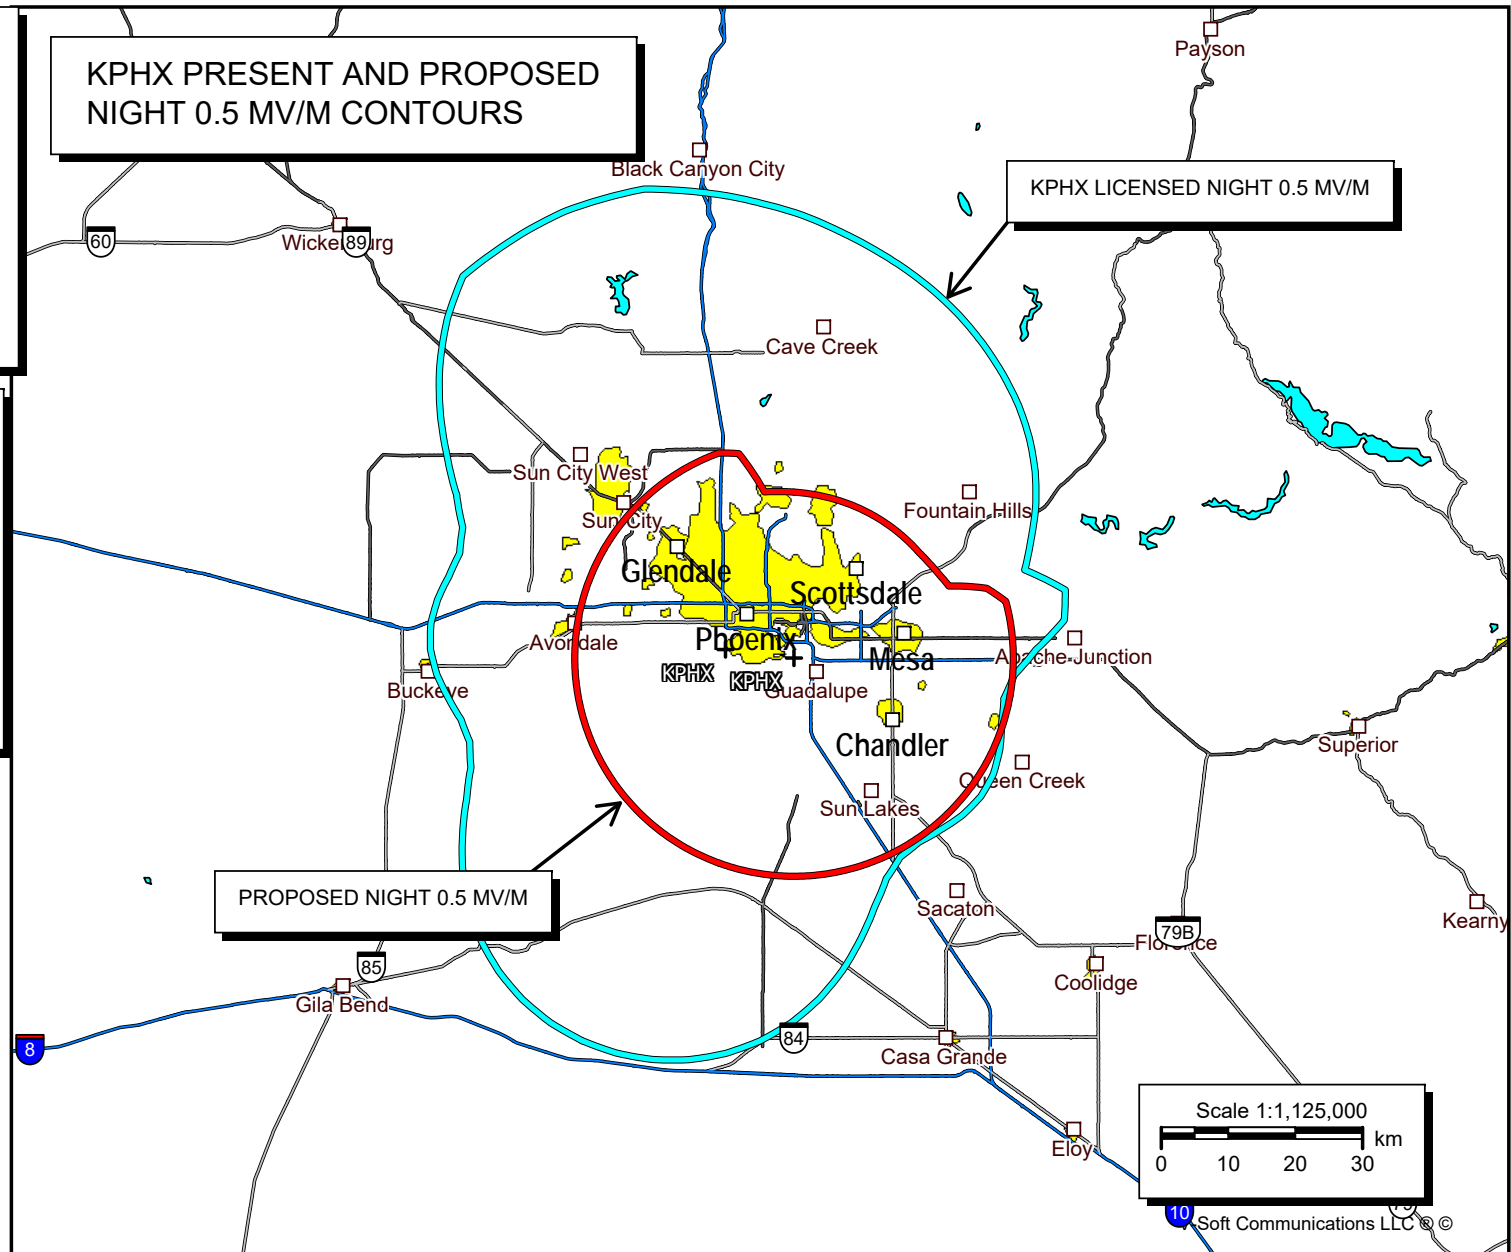 KPHX PRESENT AND PROPOSED
NIGHT 0.5 MV/M CONTOURS
Payson
Black Canyon City
KPHX LICENSED NIGHT 0.5 MV/M
60
89
Cave Creek
Sun City West
Sun City
Fountain Hills
Glendale
Scottsdale
Avondale
Phoenix
Mesa
Apache Junction
KPHX
KPHX
Guadalupe
Buckeye
Chandler
Superior
Queen Creek
Sun Lakes
PROPOSED NIGHT 0.5 MV/M
Sacaton
Kearny
79B
85
Coolidge
Gila Bend
8
84
Casa Grande
Scale 1:1,125,000
km
0 10 20 30
Eloy
10
Soft Communications LLC ® ©